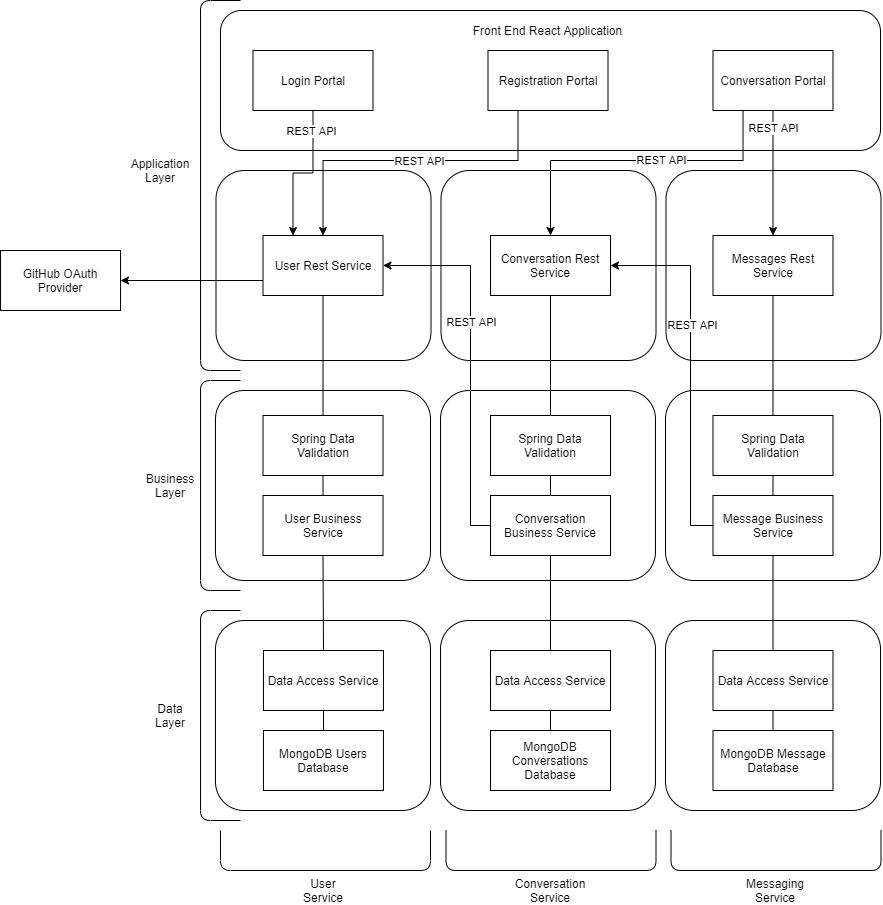 Front End React Application
Login Portal
Registration Portal
Conversation Portal
REST API
REST API
REST API
REST API
Application
Layer
GitHub OAuth
Provider
User Rest Service
Conversation Rest
Service
Messages Rest
Service
REST API
REST API
Business
Layer
Spring Data
Validation
Spring Data
Validation
Spring Data
Validation
User Business
Service
Conversation
Business Service
Message Business
Service
Data
Layer
Data Access Service
Data Access Service
Data Access Service
MongoDB Users
Database
MongoDB
Conversations
Database
MongoDB Message
Database
User
Service
Conversation
Service
Messaging
Service